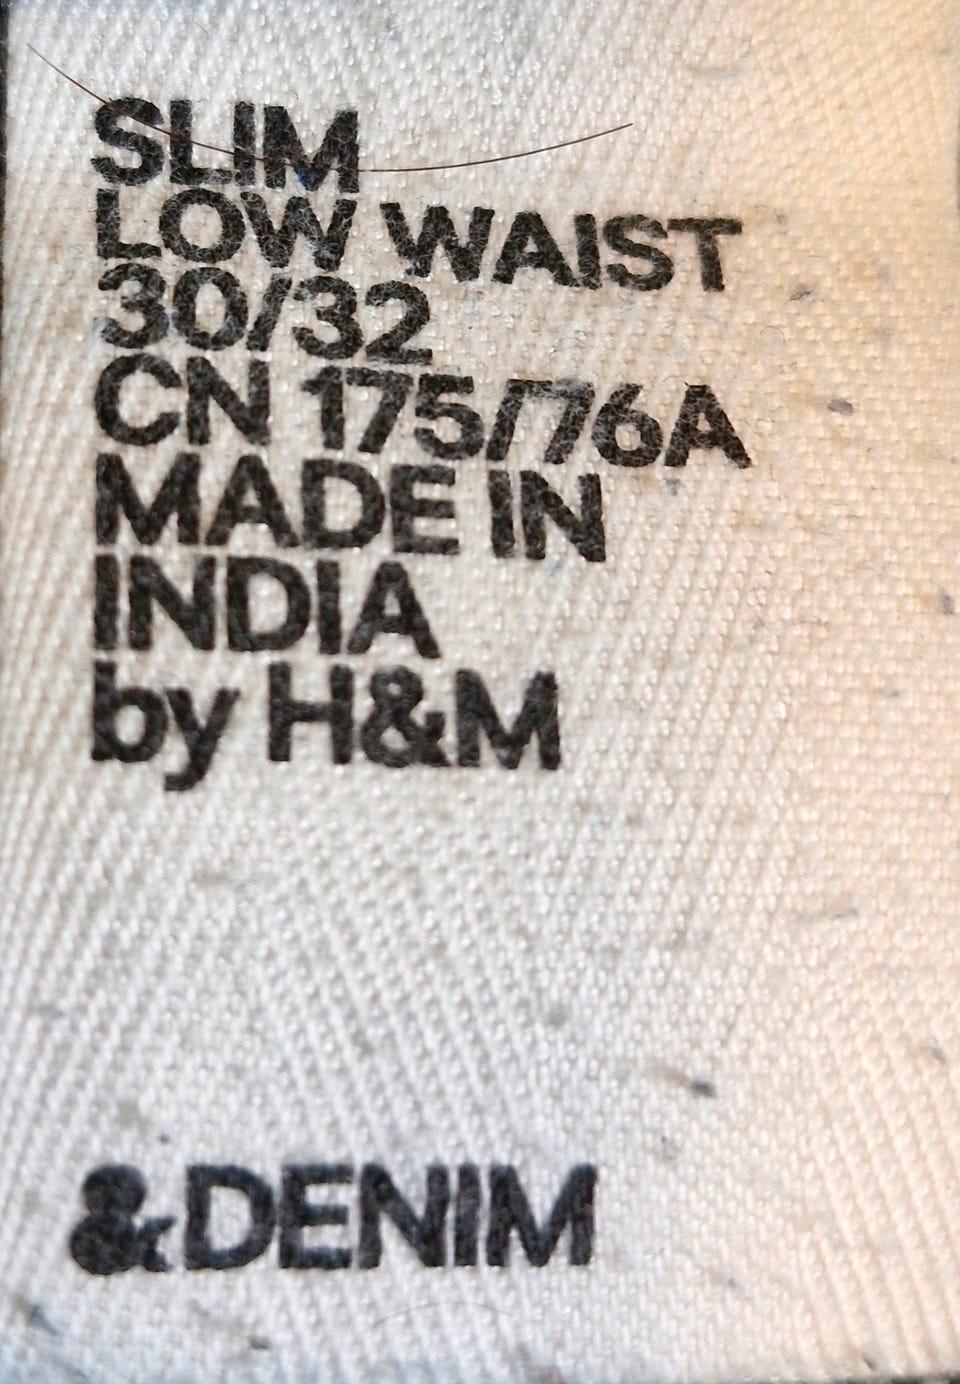 SLIM
LOW WAIST
30/32
CN 175/76A
MADE IN
INDIA
by H&M
&DENIM